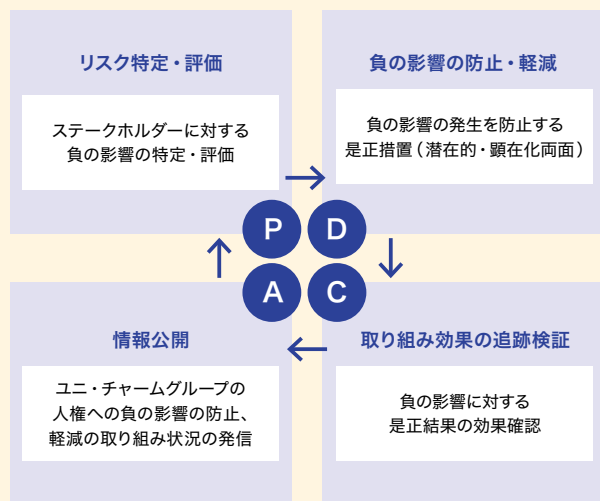 リスク特定・評価
ステークホルダーに対する
負の影響の特定・評価
負の影響の防止・軽減
負の影響の発生を防止する
是正措置（潜在的・顕在化両面）
P
D
A
C
情報公開
ユニ・チャームグループの
人権への負の影響の防止、
軽減の取り組み状況の発信
取り組み効果の追跡検証
負の影響に対する
是正結果の効果確認